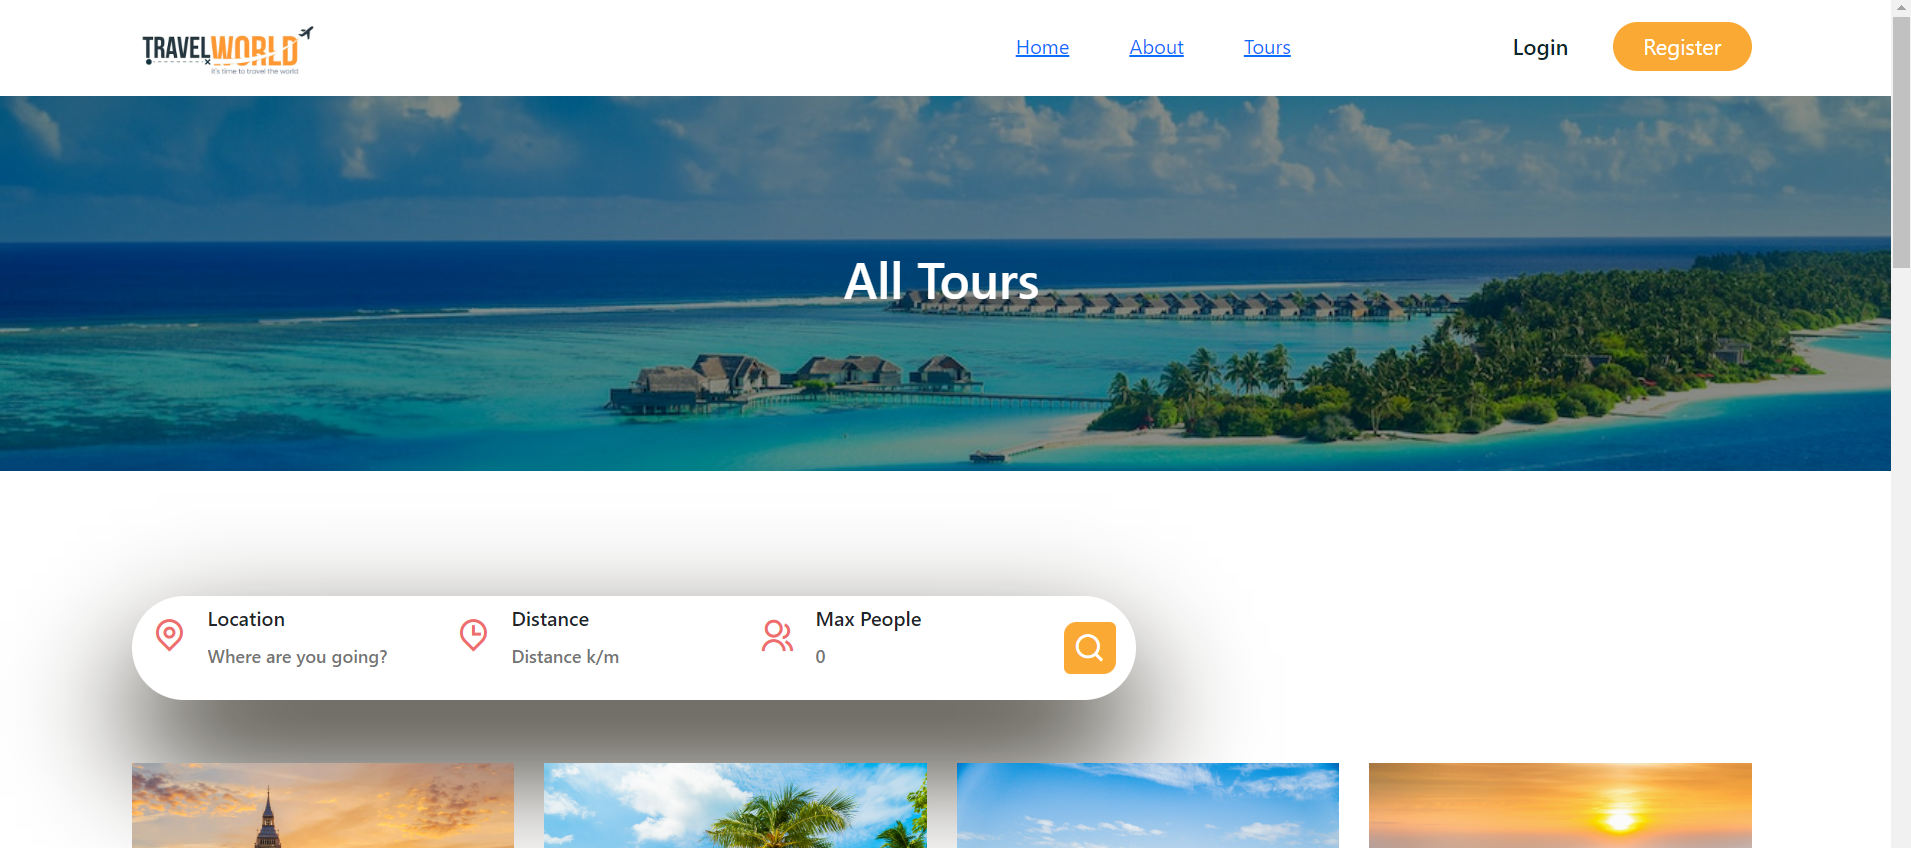 TRAVELWORLD
it's time to travel the world
Home
About
Tours
Login
Register
All Tours
Location
Where are you going?
Distance
Distance k/m
Max People
0